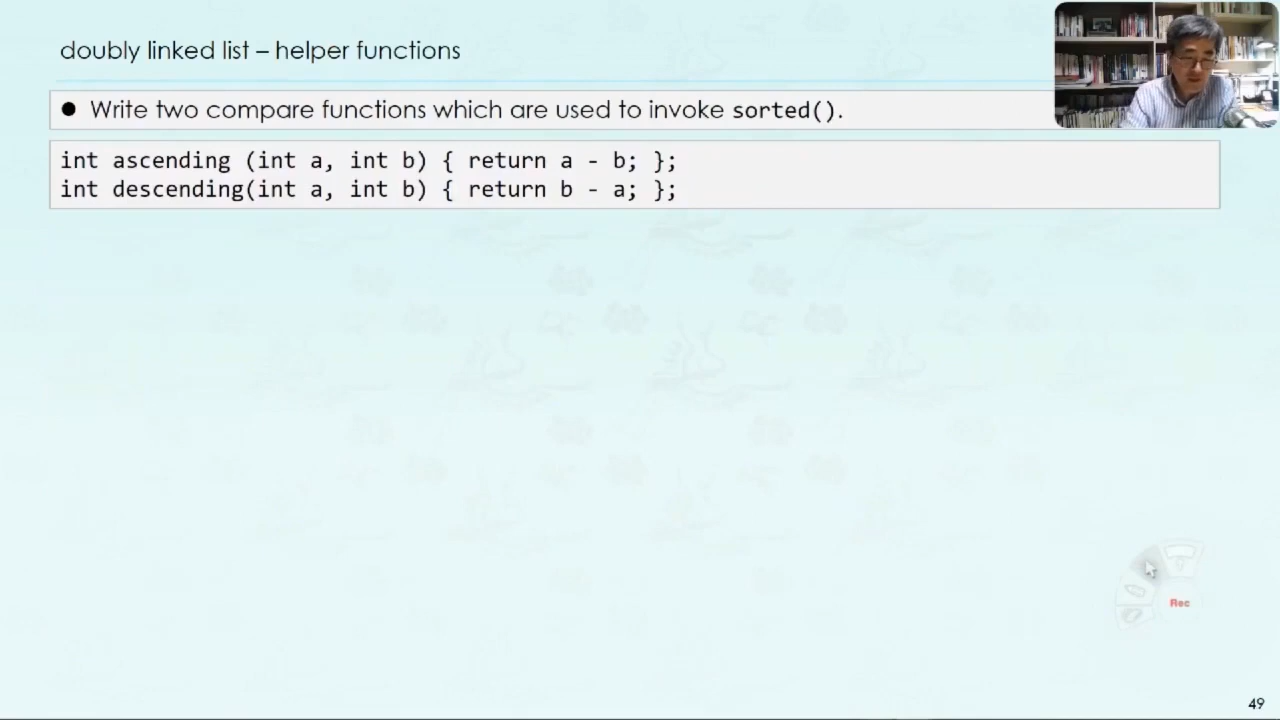 doubly linked list – helper functions
● Write two compare functions which are used to invoke sorted().
int ascending (int a, int b) { return a - b; };
int descending(int a, int b) { return b - a; };
Rec
49